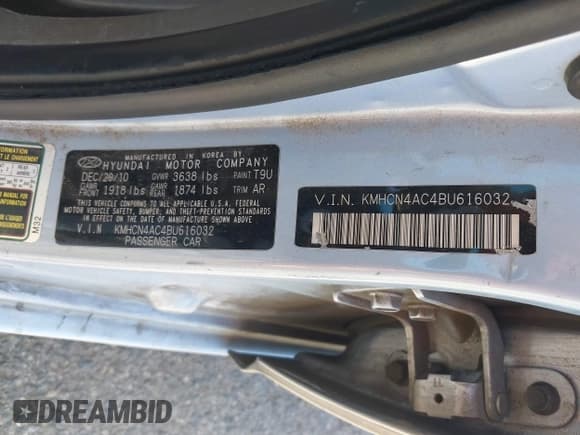 MANUFACTURED IN KOREA BY
HYUNDAI MOTOR COMPANY
DEC/29/10 GVWR 3638 lbs PAINT T9U
GAWR FRONT 1918 lbs GAWR REAR 1874 lbs TRIM AR
THIS VEHICLE CONFORMS TO ALL APPLICABLE U.S.A. FEDERAL
MOTOR VEHICLE SAFETY, BUMPER, AND THEFT-PREVENTION STANDARDS
IN EFFECT ON THE DATE OF MANUFACTURE SHOWN ABOVE.
V.I.N KMHCN4AC4BU616032
PASSENGER CAR
M32
V.I.N. KMHCN4AC4BU616032
DREAMBID